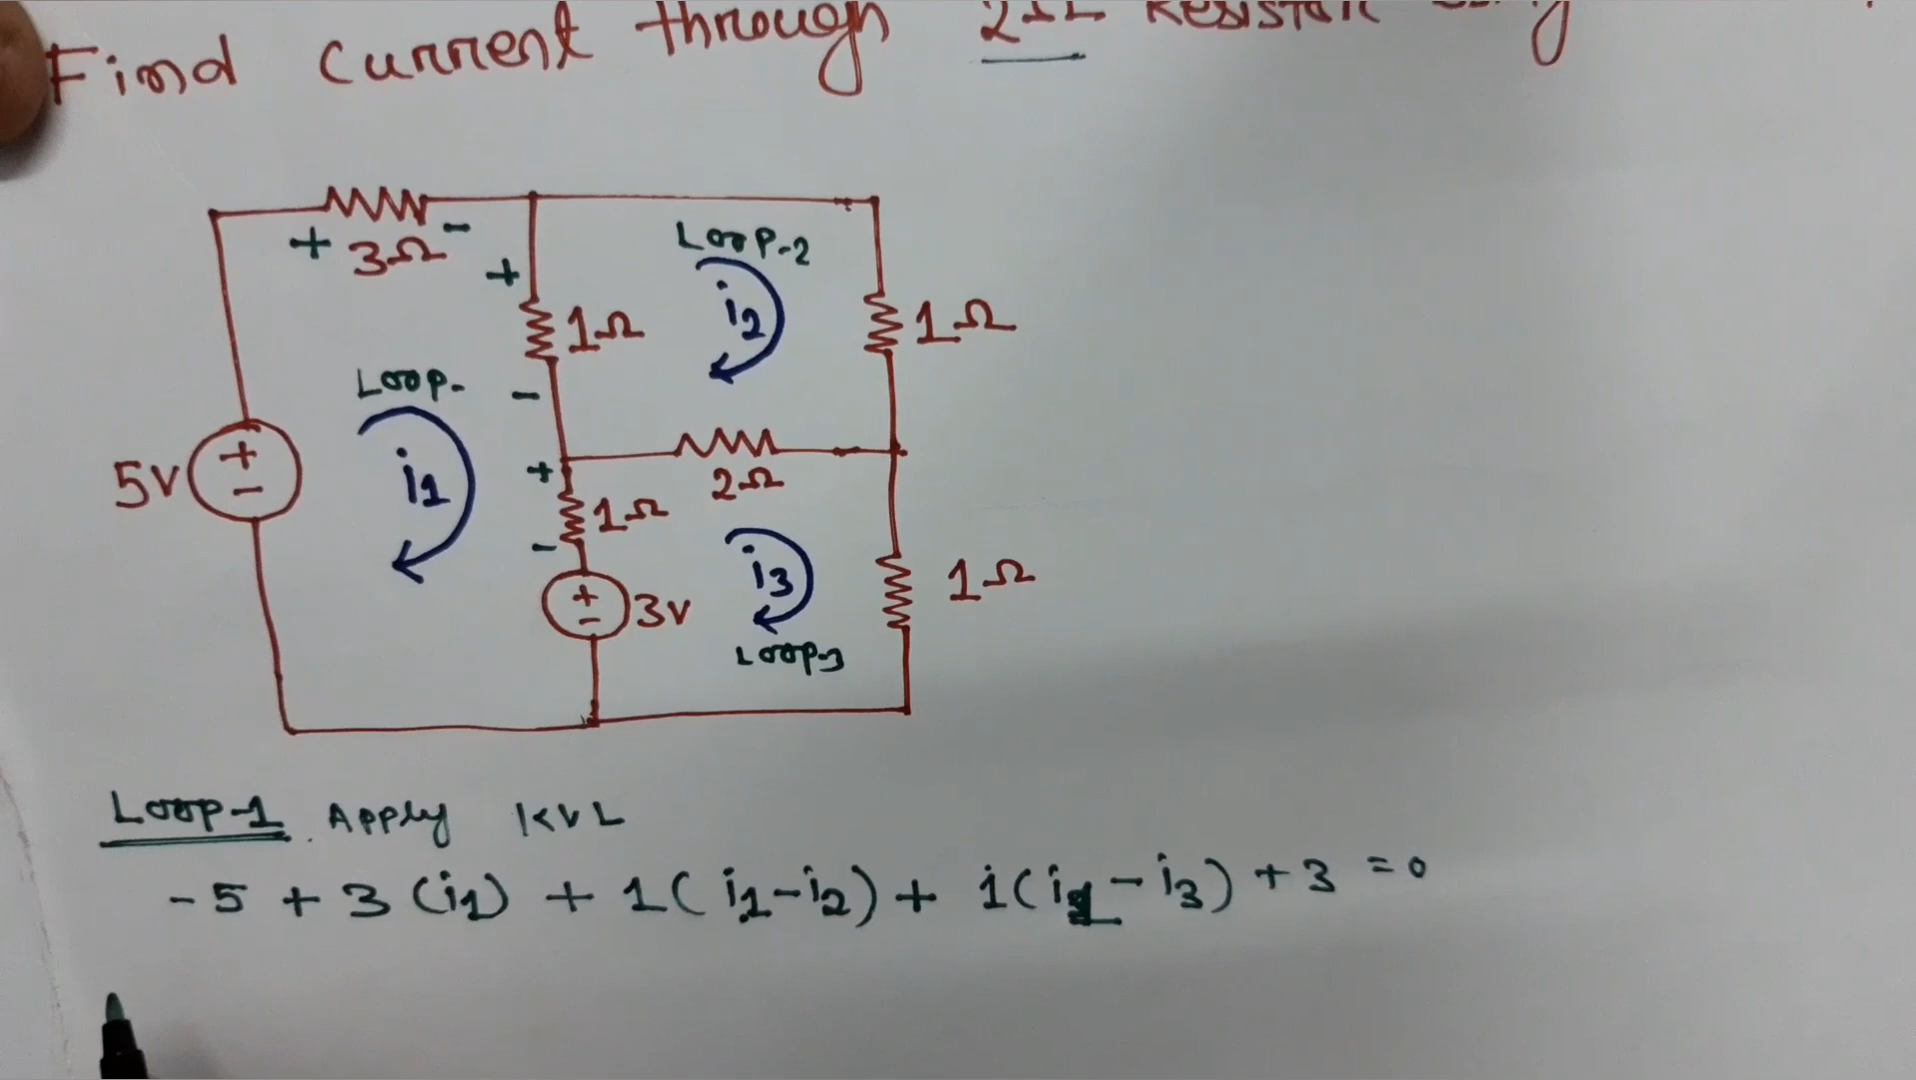 Find current through 2Ω Resistor
+ 3Ω -
+ 1Ω -
Loop-2
i2
1Ω
Loop-
i1
5v
+
-
2Ω
+ 1Ω -
+
-
3v
i3
Loop-3
1Ω
Loop-1 Apply KVL
-5 + 3(i1) + 1(i1-i2) + 1(i1-i3) +3 =0